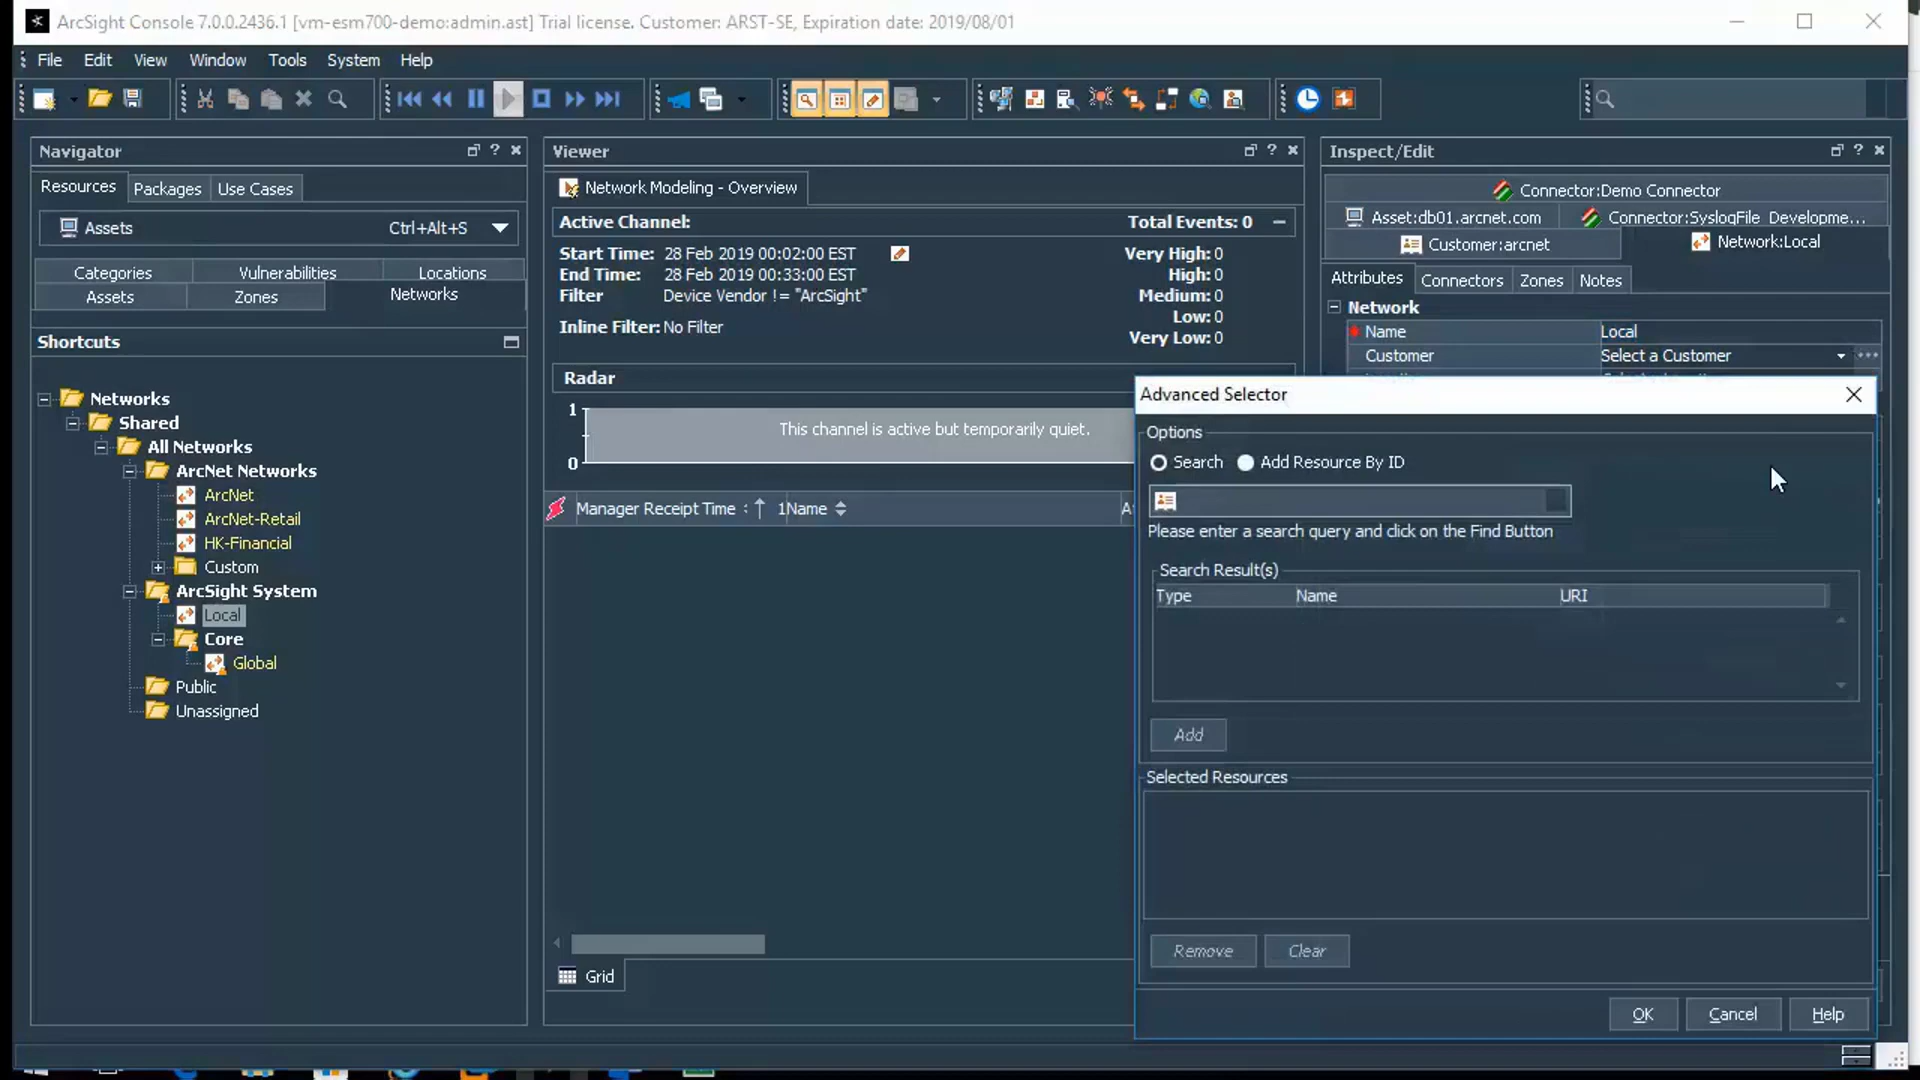 ArcSight Console 7.0.0.2436.1 [vm-esm700-demo:admin.ast] Trial license. Customer: ARST-SE, Expiration date: 2019/08/01
File Edit View Window Tools System Help
Navigator
Resources Packages Use Cases
Assets Ctrl+Alt+S
Categories Vulnerabilities Locations
Assets Zones Networks
Shortcuts
Networks
Shared
All Networks
ArcNet Networks
ArcNet
ArcNet-Retail
HK-Financial
Custom
ArcSight System
Local
Core
Global
Public
Unassigned
Viewer
Network Modeling - Overview
Active Channel: Total Events: 0
Start Time: 28 Feb 2019 00:02:00 EST Very High: 0
End Time: 28 Feb 2019 00:33:00 EST High: 0
Filter Device Vendor != "ArcSight" Medium: 0
Low: 0
Inline Filter: No Filter
Very Low: 0
Radar
1
This channel is active but temporarily quiet.
0
Manager Receipt Time 1 Name
Grid
Inspect/Edit
Connector:Demo Connector
Asset:db01.arcnet.com Connector:SyslogFile_Developme...
Customer:arcnet Network:Local
Attributes Connectors Zones Notes
Network
Name Local
Customer Select a Customer
Advanced Selector
Options
Search Add Resource By ID
Please enter a search query and click on the Find Button
Search Result(s)
Type Name URI
Add
Selected Resources
Remove Clear
OK Cancel Help